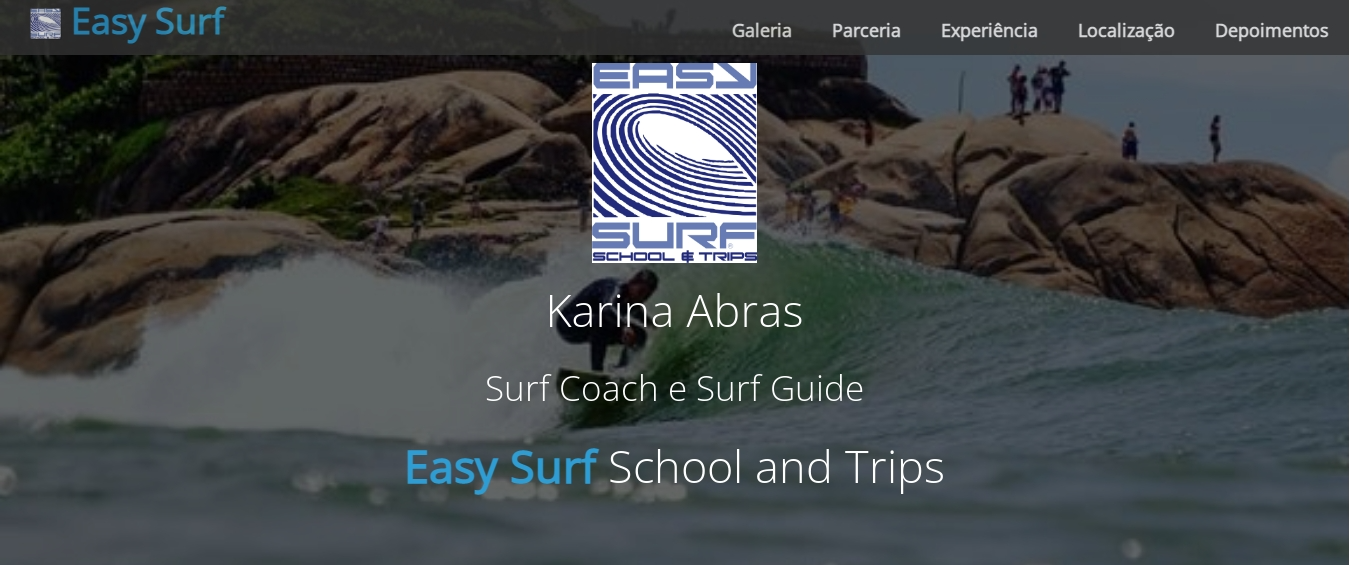 Easy Surf
Galeria Parceria Experiência Localização Depoimentos
EASY
SURF®
SCHOOL & TRIPS
Karina Abras
Surf Coach e Surf Guide
Easy Surf School and Trips